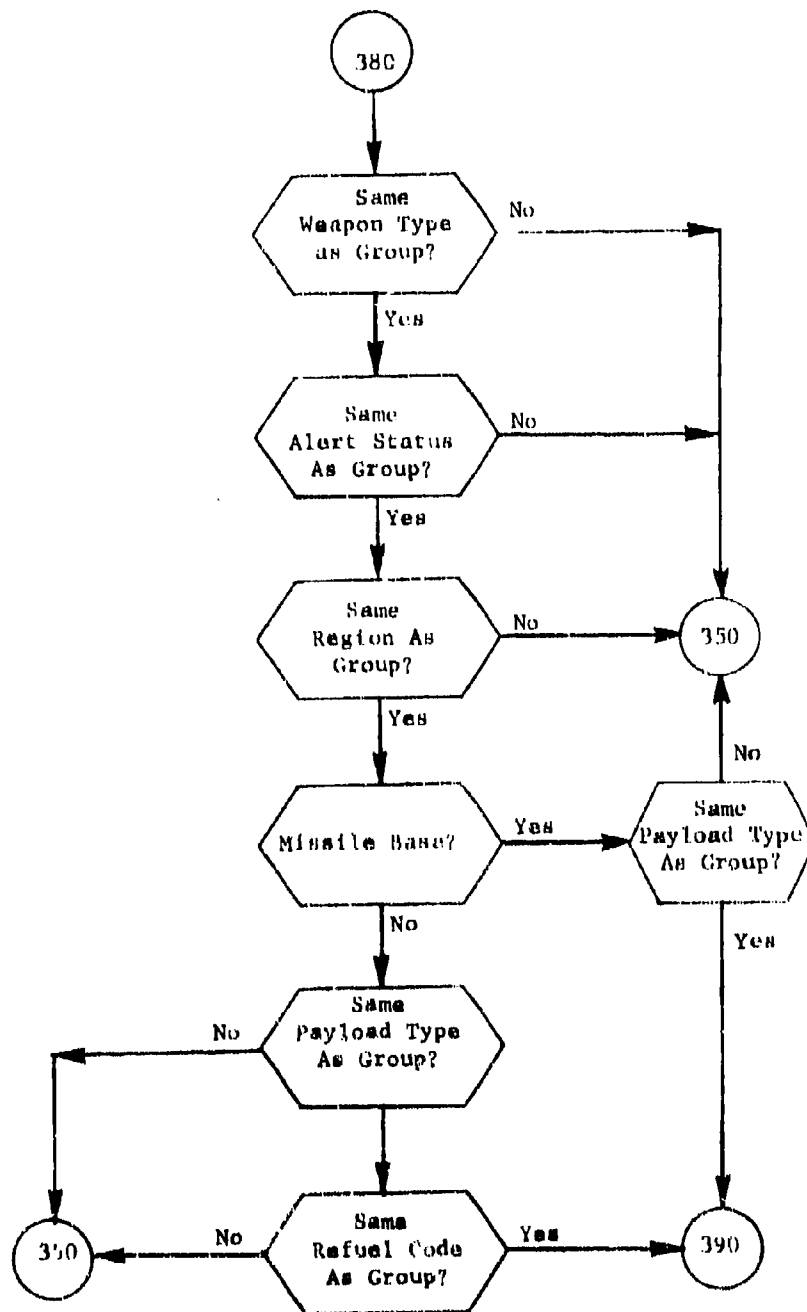 380
Same
Weapon Type
as Group?
No
Yes
Same
Alert Status
As Group?
No
Yes
Same
Region As
Group?
No
350
Yes
No
Missile Base?
Yes
Same
Payload Type
As Group?
No
Yes
Same
Payload Type
As Group?
No
350
No
Same
Refuel Code
As Group?
Yes
390